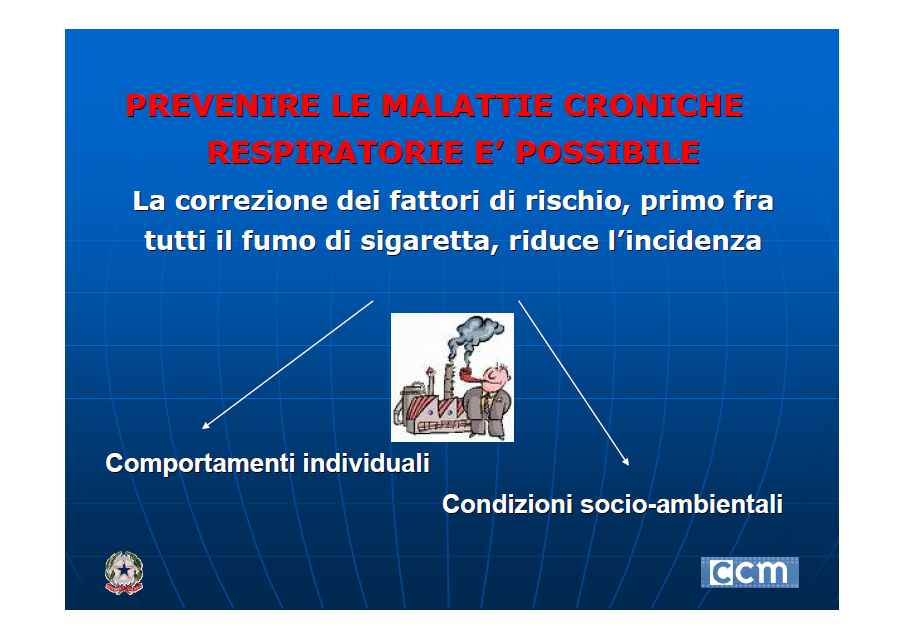 PREVENIRE LE MALATTIE CRONICHE
RESPIRATORIE E’ POSSIBILE
La correzione dei fattori di rischio, primo fra
tutti il fumo di sigaretta, riduce l’incidenza
Comportamenti individuali
Condizioni socio-ambientali
ccm